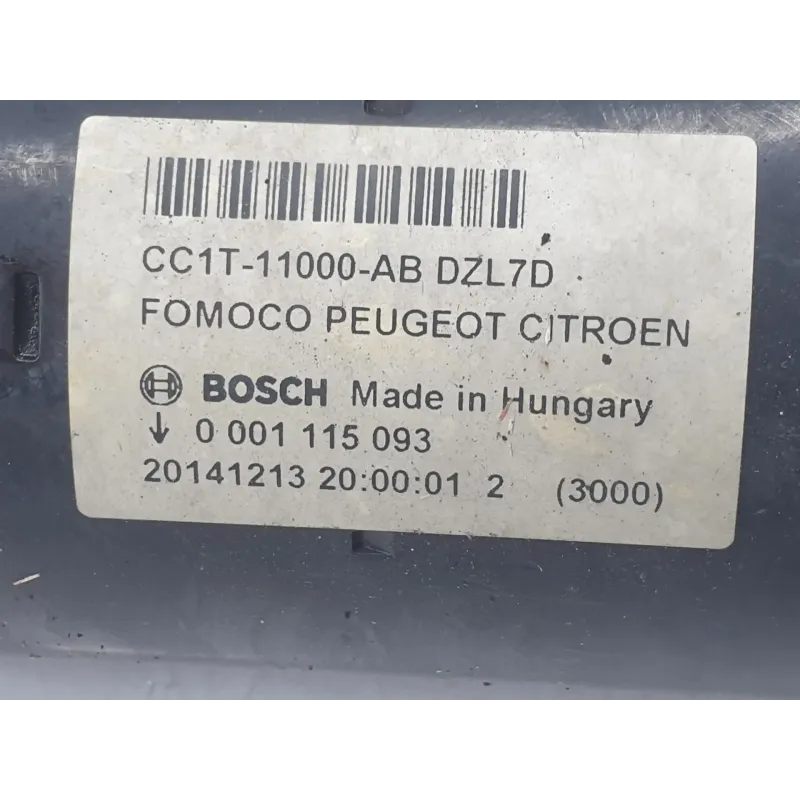 CC1T-11000-AB DZL7D
FOMOCO PEUGEOT CITROEN
BOSCH Made in Hungary
↓ 0 001 115 093
20141213 20:00:01 2 (3000)